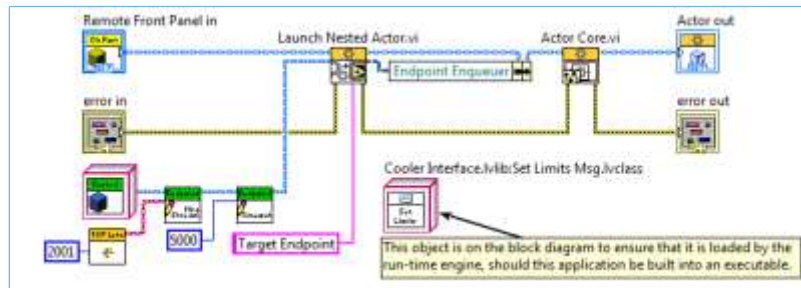 Remote Front Panel in
Launch Nested Actor.vi
Actor Core.vi
Actor out
Endpoint Enqueuer
error in
error out
Cooler Interface.lvlib:Set Limits Msg.lvclass
2001
5000
Target Endpoint
This object is on the block diagram to ensure that it is loaded by the
run-time engine, should this application be built into an executable.